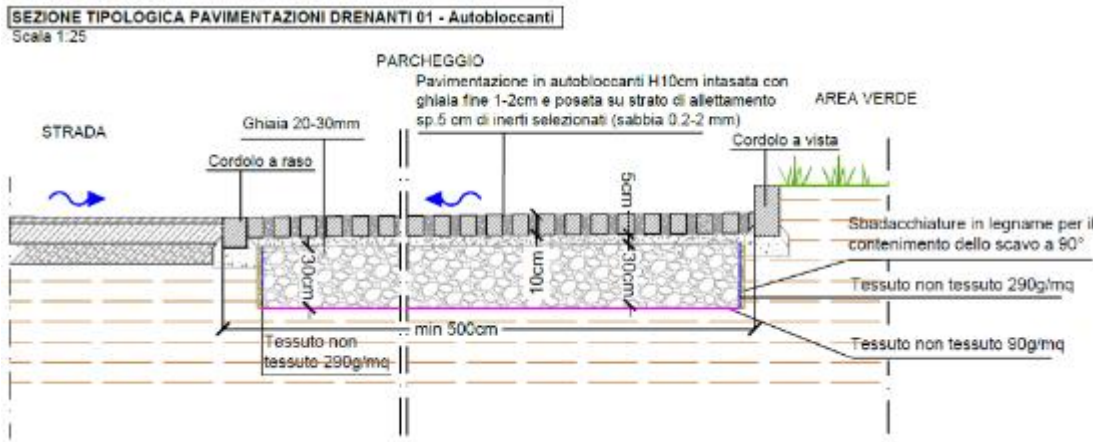 SEZIONE TIPOLOGICA PAVIMENTAZIONI DRENANTI 01 - Autobloccanti
Scala 1:25
PARCHEGGIO
Pavimentazione in autobloccanti H10cm intasata con
ghiaia fine 1-2cm e posata su strato di allettamento
sp.5 cm di inerti selezionati (sabbia 0.2-2 mm)
AREA VERDE
STRADA
Ghiaia 20-30mm
Cordolo a raso
Cordolo a vista
5cm
Sbadacchiature in legname per il
contenimento dello scavo a 90°
30cm
10cm
30cm
Tessuto non tessuto 290g/mq
min 500cm
Tessuto non
tessuto 290g/mq
Tessuto non tessuto 90g/mq